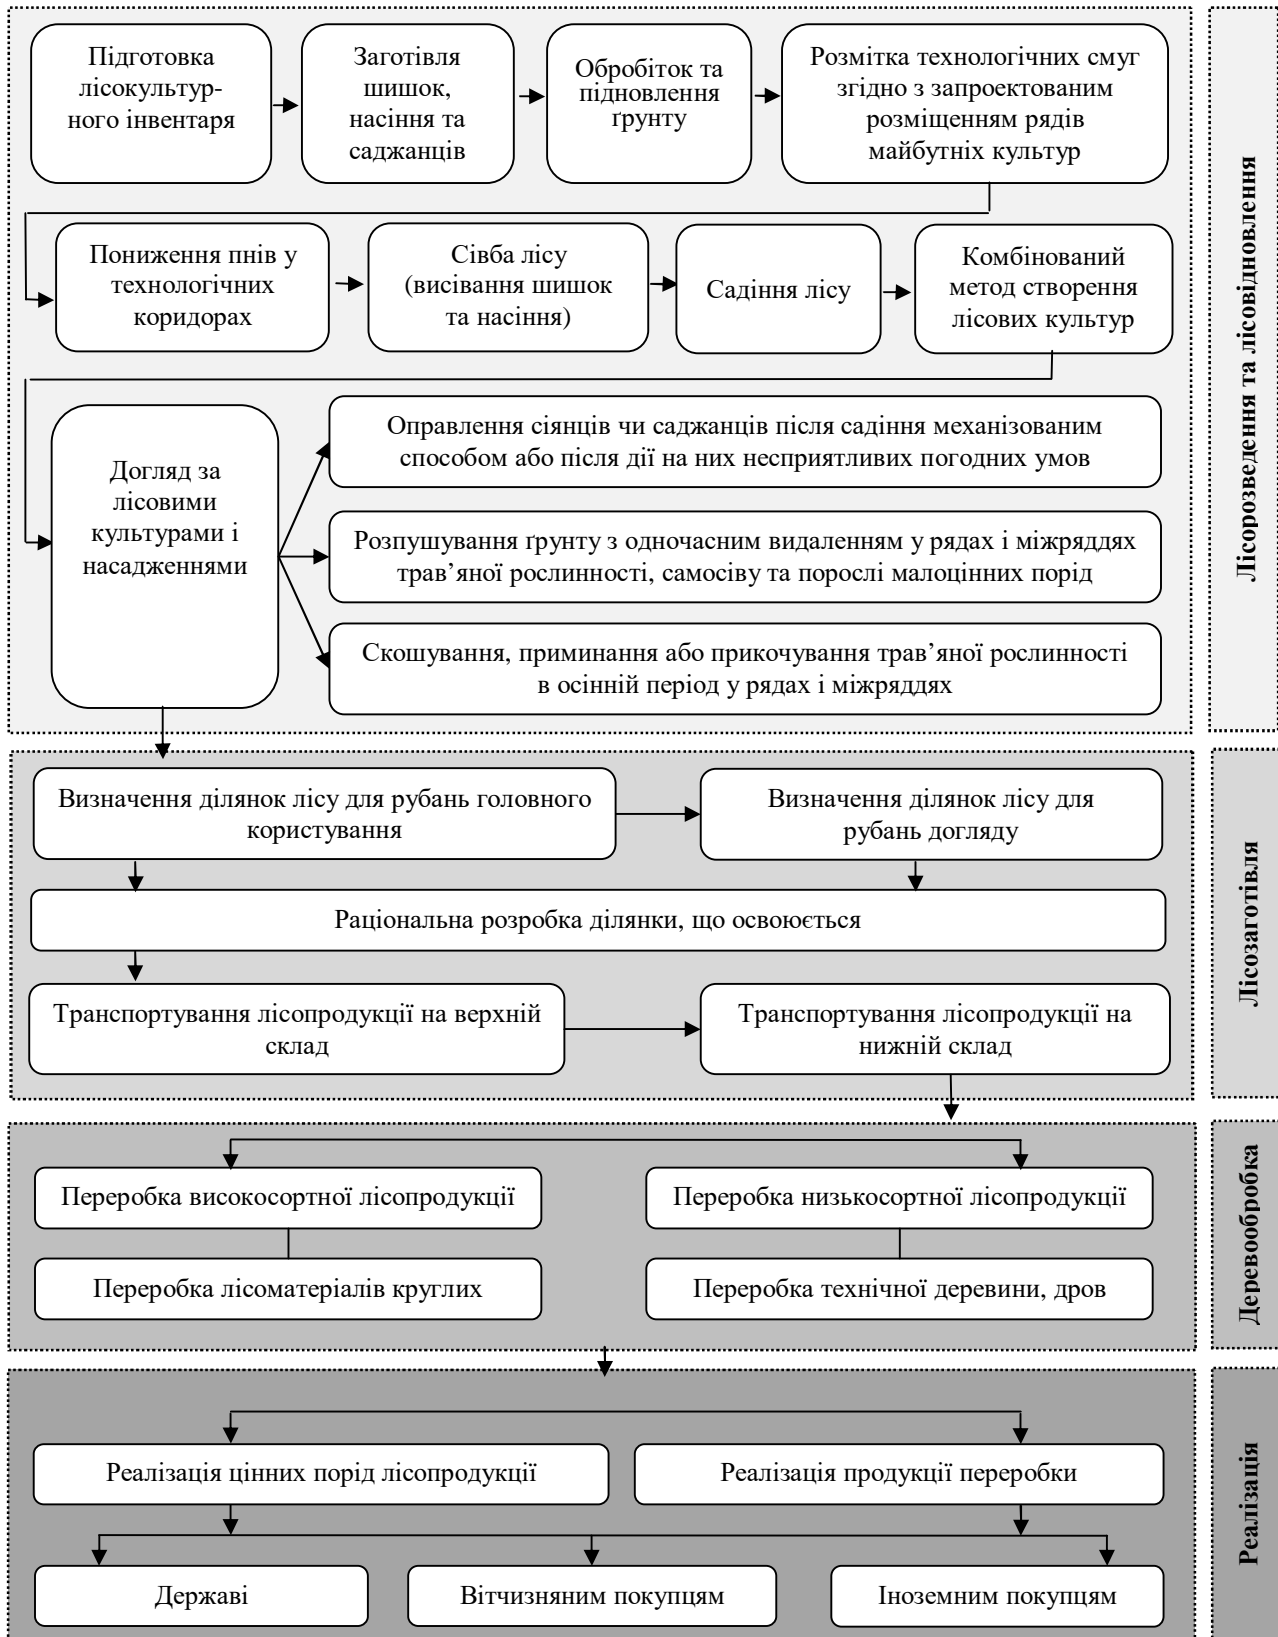 Підготовка
лісокультур-
ного інвентаря
Заготівля
шишок,
насіння та
саджанців
Обробіток та
підновлення
ґрунту
Розмітка технологічних смуг
згідно з запроектованим
розміщенням рядів
майбутніх культур
Пониження пнів у
технологічних
коридорах
Сівба лісу
(висівання шишок
та насіння)
Садіння лісу
Комбінований
метод створення
лісових культур
Догляд за
лісовими
культурами і
насадженнями
Оправлення сіянців чи саджанців після садіння механізованим
способом або після дії на них несприятливих погодних умов
Розпушування ґрунту з одночасним видаленням у рядах і міжряддях
трав’яної рослинності, самосіву та порослі малоцінних порід
Скошування, приминання або прикочування трав’яної рослинності
в осінній період у рядах і міжряддях
Лісорозведення та лісовідновлення
Визначення ділянок лісу для рубань головного
користування
Визначення ділянок лісу для
рубань догляду
Раціональна розробка ділянки, що освоюється
Транспортування лісопродукції на верхній
склад
Транспортування лісопродукції на
нижній склад
Лісозаготівля
Переробка високосортної лісопродукції
Переробка низькосортної лісопродукції
Переробка лісоматеріалів круглих
Переробка технічної деревини, дров
Деревообробка
Реалізація цінних порід лісопродукції
Реалізація продукції переробки
Державі
Вітчизняним покупцям
Іноземним покупцям
Реалізація